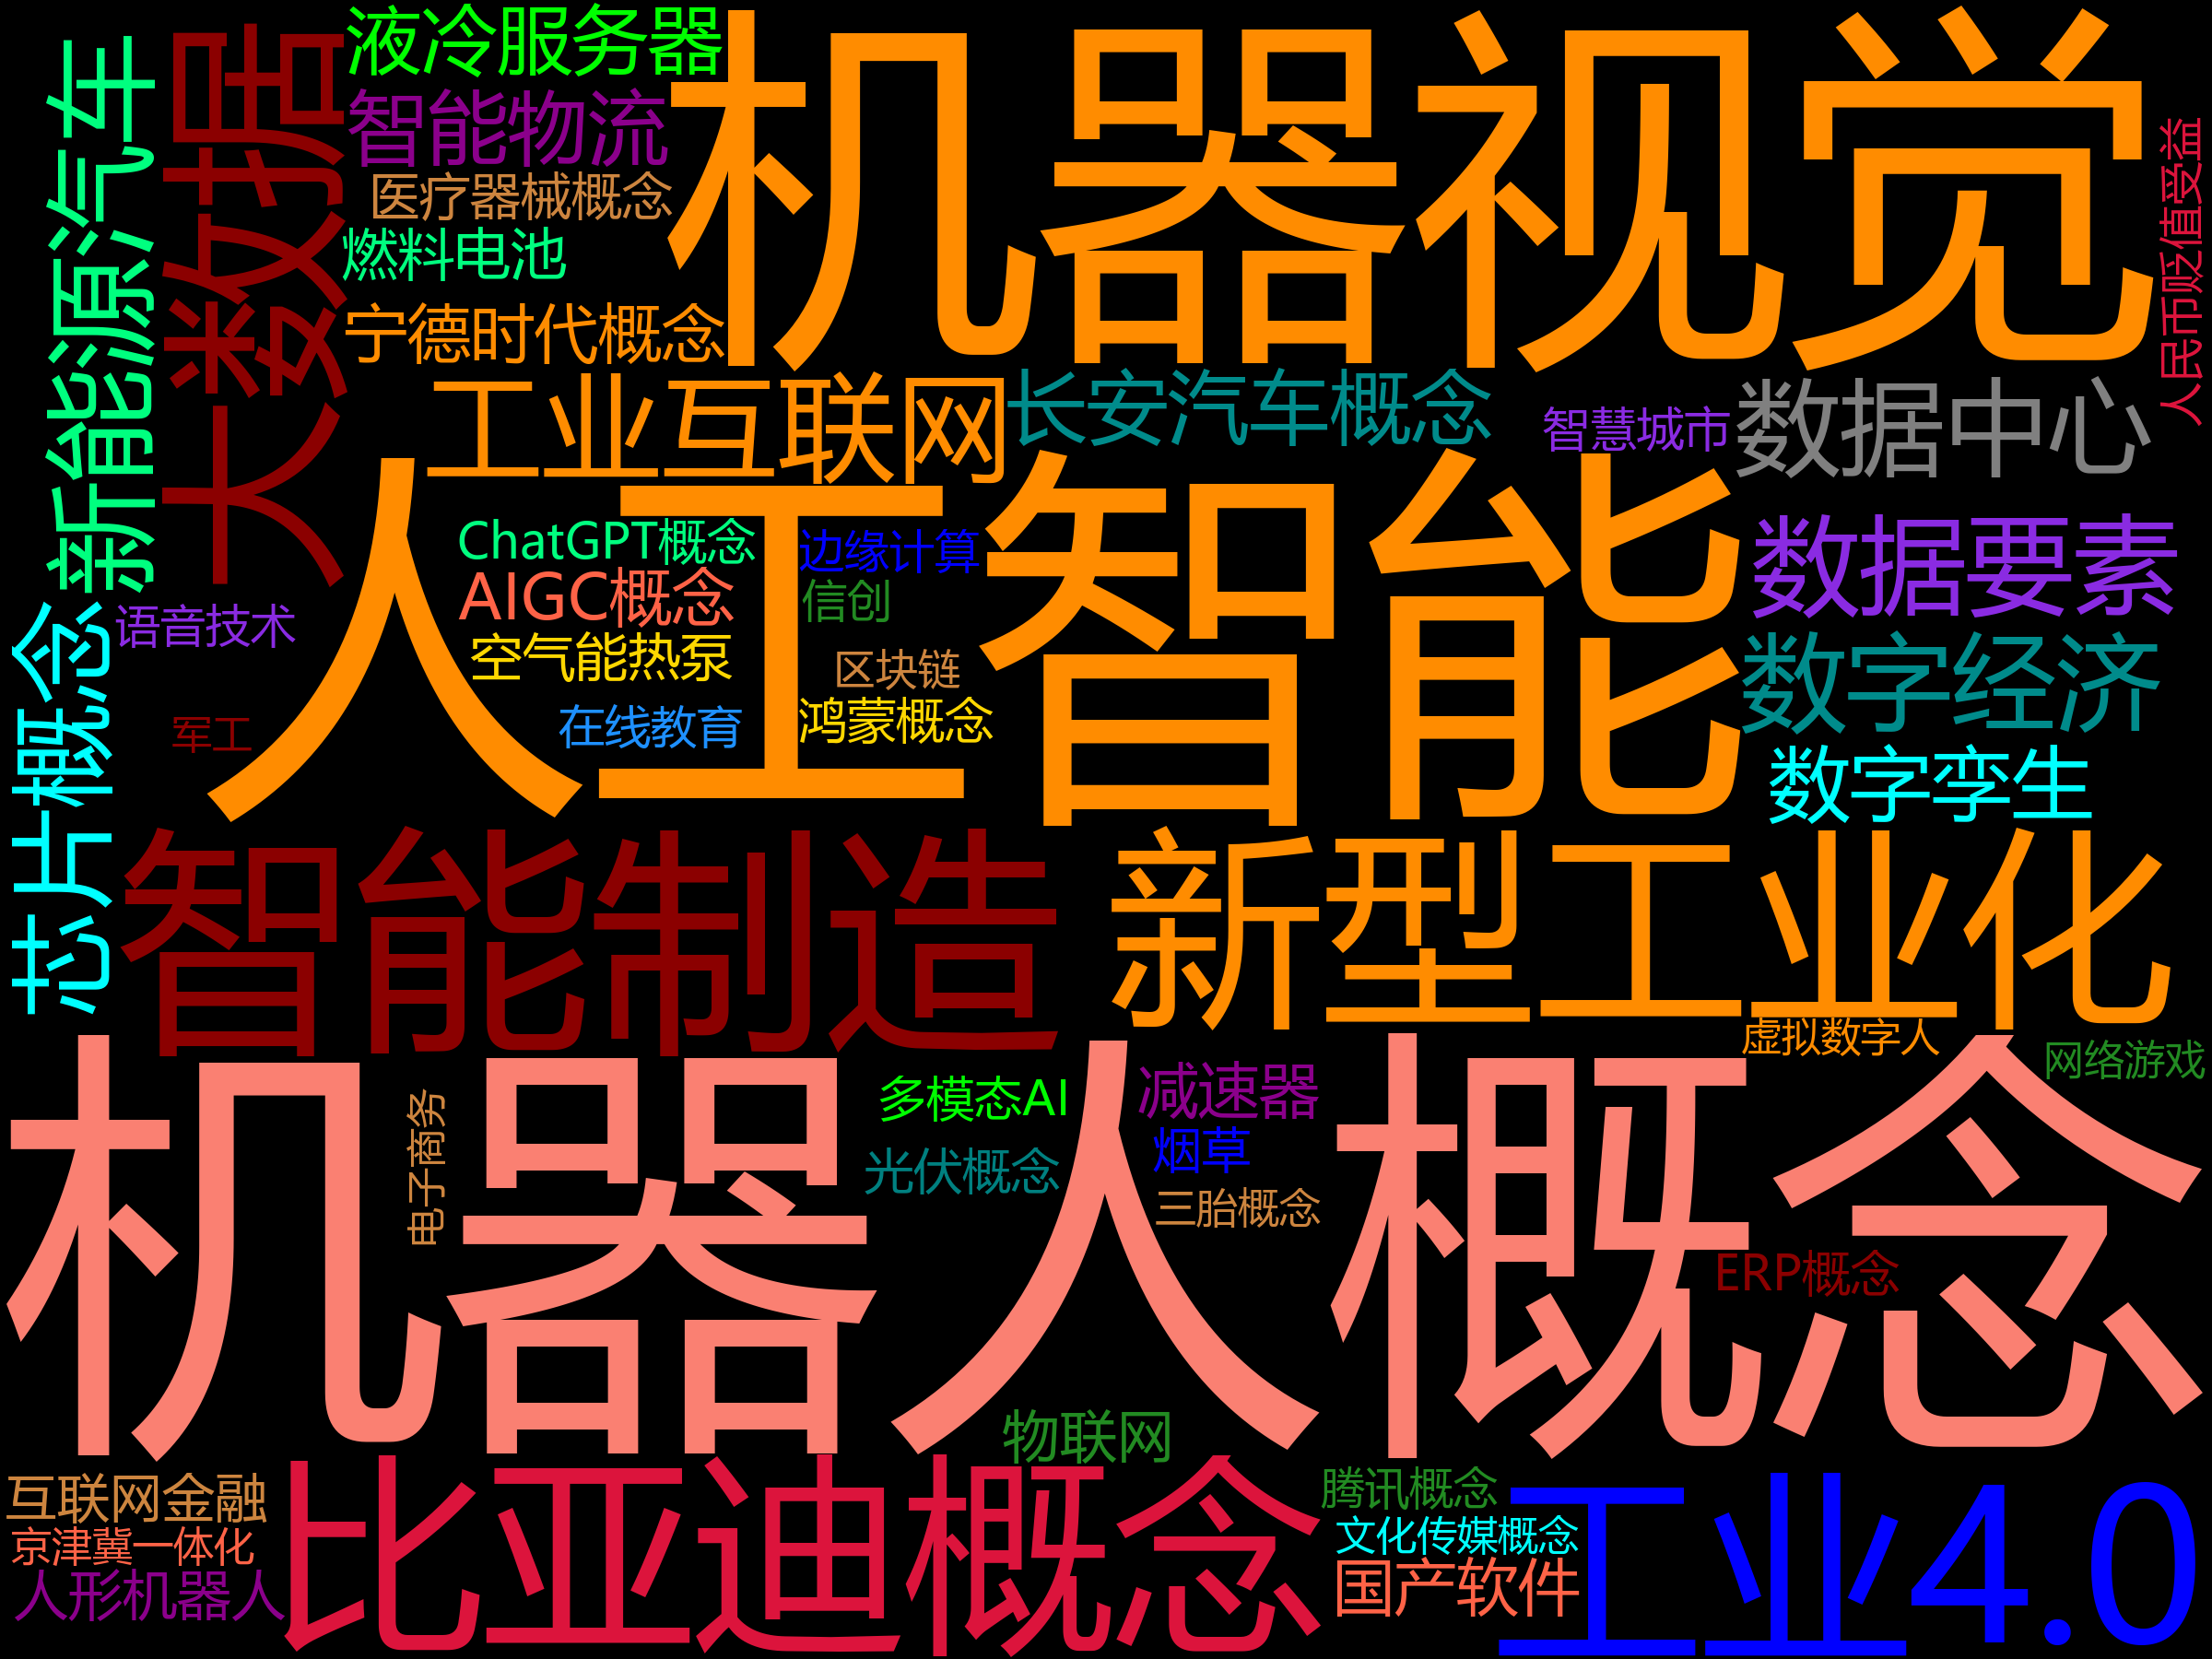 液冷服务器
机器视觉
智能物流
医疗器械概念
燃料电池
宁德时代概念
新能源汽车
大数据
人民币贬值受益
工业互联网
长安汽车概念
智慧城市
数据中心
人工智能
ChatGPT概念
边缘计算
数据要素
AIGC概念
信创
语音技术
空气能热泵
区块链
数字经济
芯片概念
军工
在线教育
鸿蒙概念
数字孪生
智能制造
新型工业化
虚拟数字人
网络游戏
机器人概念
电子商务
多模态AI
减速器
烟草
光伏概念
三胎概念
ERP概念
物联网
互联网金融
京津冀一体化
人形机器人
比亚迪概念
腾讯概念
文化传媒概念
国产软件
工业4.0